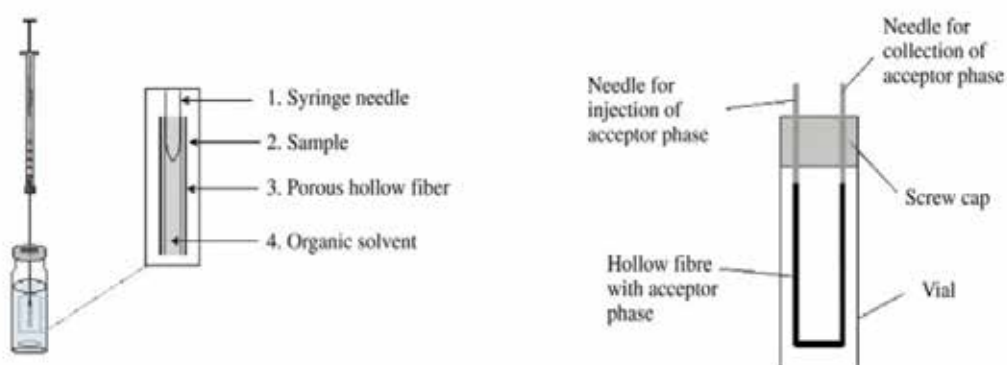 1. Syringe needle
2. Sample
3. Porous hollow fiber
4. Organic solvent
Needle for
injection of
acceptor phase
Needle for
collection of
acceptor phase
Screw cap
Hollow fibre
with acceptor
phase
Vial